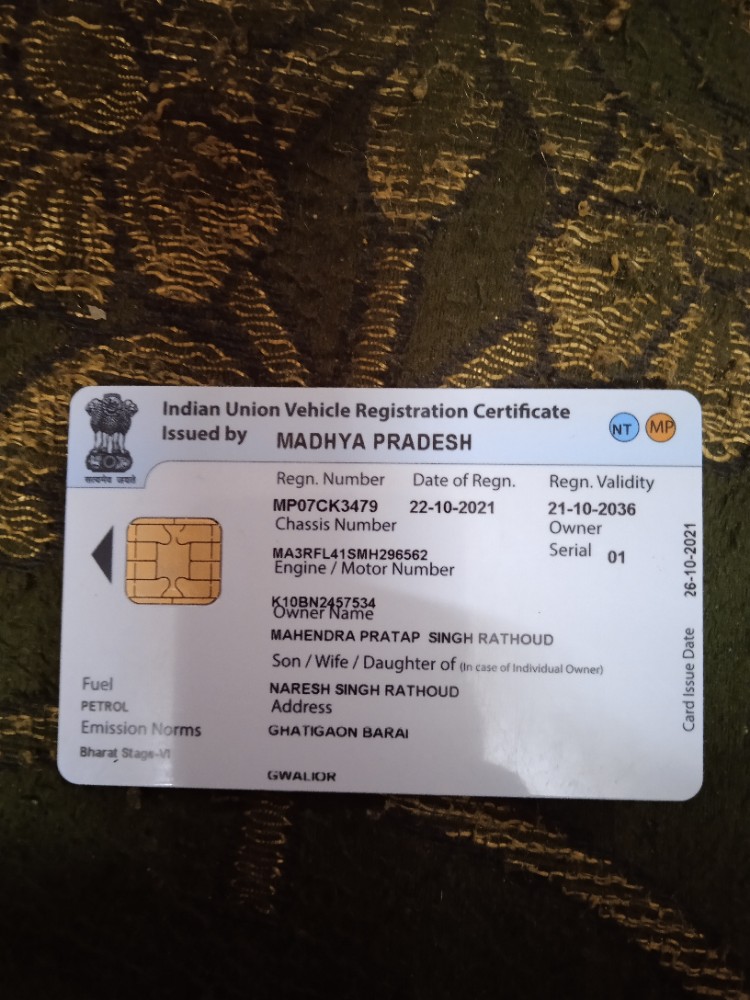 Indian Union Vehicle Registration Certificate
Issued by MADHYA PRADESH
NT MP
सत्यमेव जयते
Regn. Number Date of Regn. Regn. Validity
MP07CK3479 22-10-2021 21-10-2036
Chassis Number Owner
MA3RFL41SMH296562 Serial 01
Engine / Motor Number
K10BN2457534
Owner Name
MAHENDRA PRATAP SINGH RATHOUD
Son / Wife / Daughter of (In case of Individual Owner)
NARESH SINGH RATHOUD
Address
GHATIGAON BARAI
GWALIOR
Fuel
PETROL
Emission Norms
Bharat Stage-VI
Card Issue Date 26-10-2021